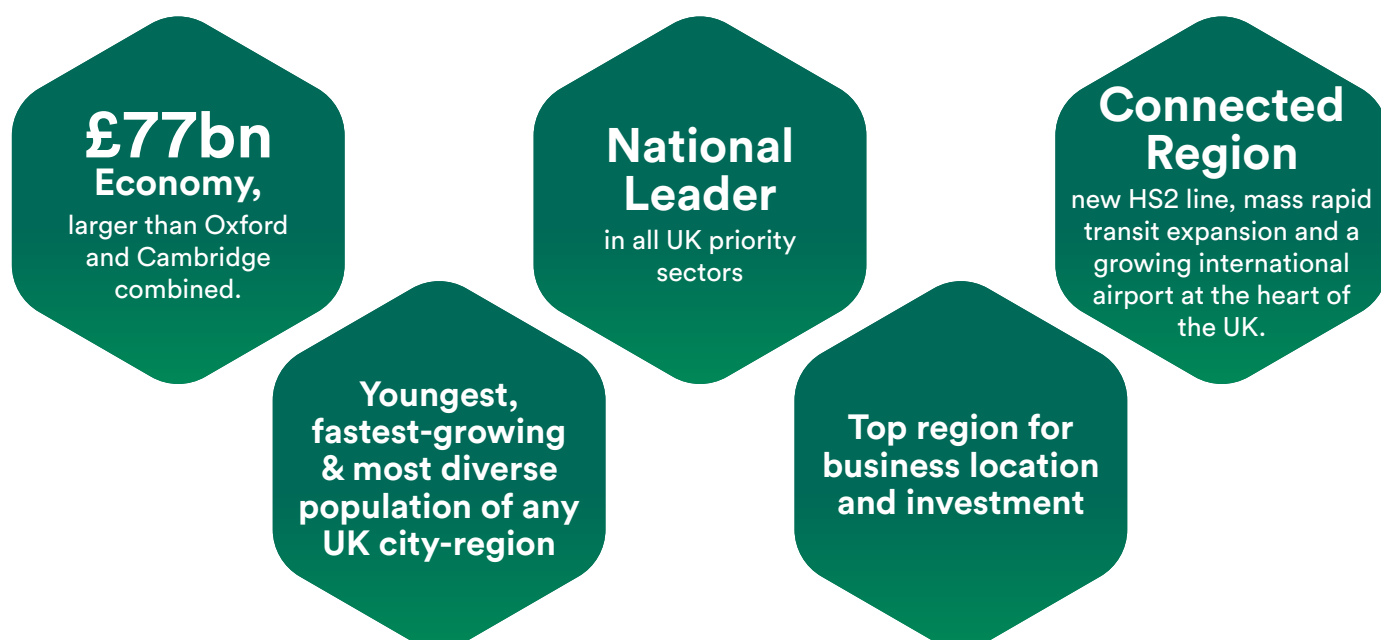 £77bn
Economy,
larger than Oxford
and Cambridge
combined.
National
Leader
in all UK priority
sectors
Connected
Region
new HS2 line, mass rapid
transit expansion and a
growing international
airport at the heart of
the UK.
Youngest,
fastest-growing
& most diverse
population of any
UK city-region
Top region for
business location
and investment